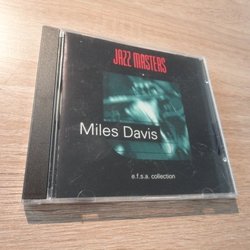 JAZZ MASTERS
Miles Davis
e.f.s.a. collection